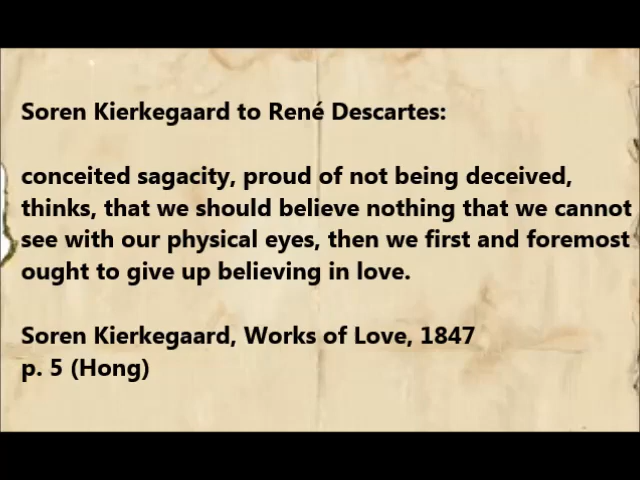 Soren Kierkegaard to René Descartes:
conceited sagacity, proud of not being deceived,
thinks, that we should believe nothing that we cannot
see with our physical eyes, then we first and foremost
ought to give up believing in love.
Soren Kierkegaard, Works of Love, 1847
p. 5 (Hong)